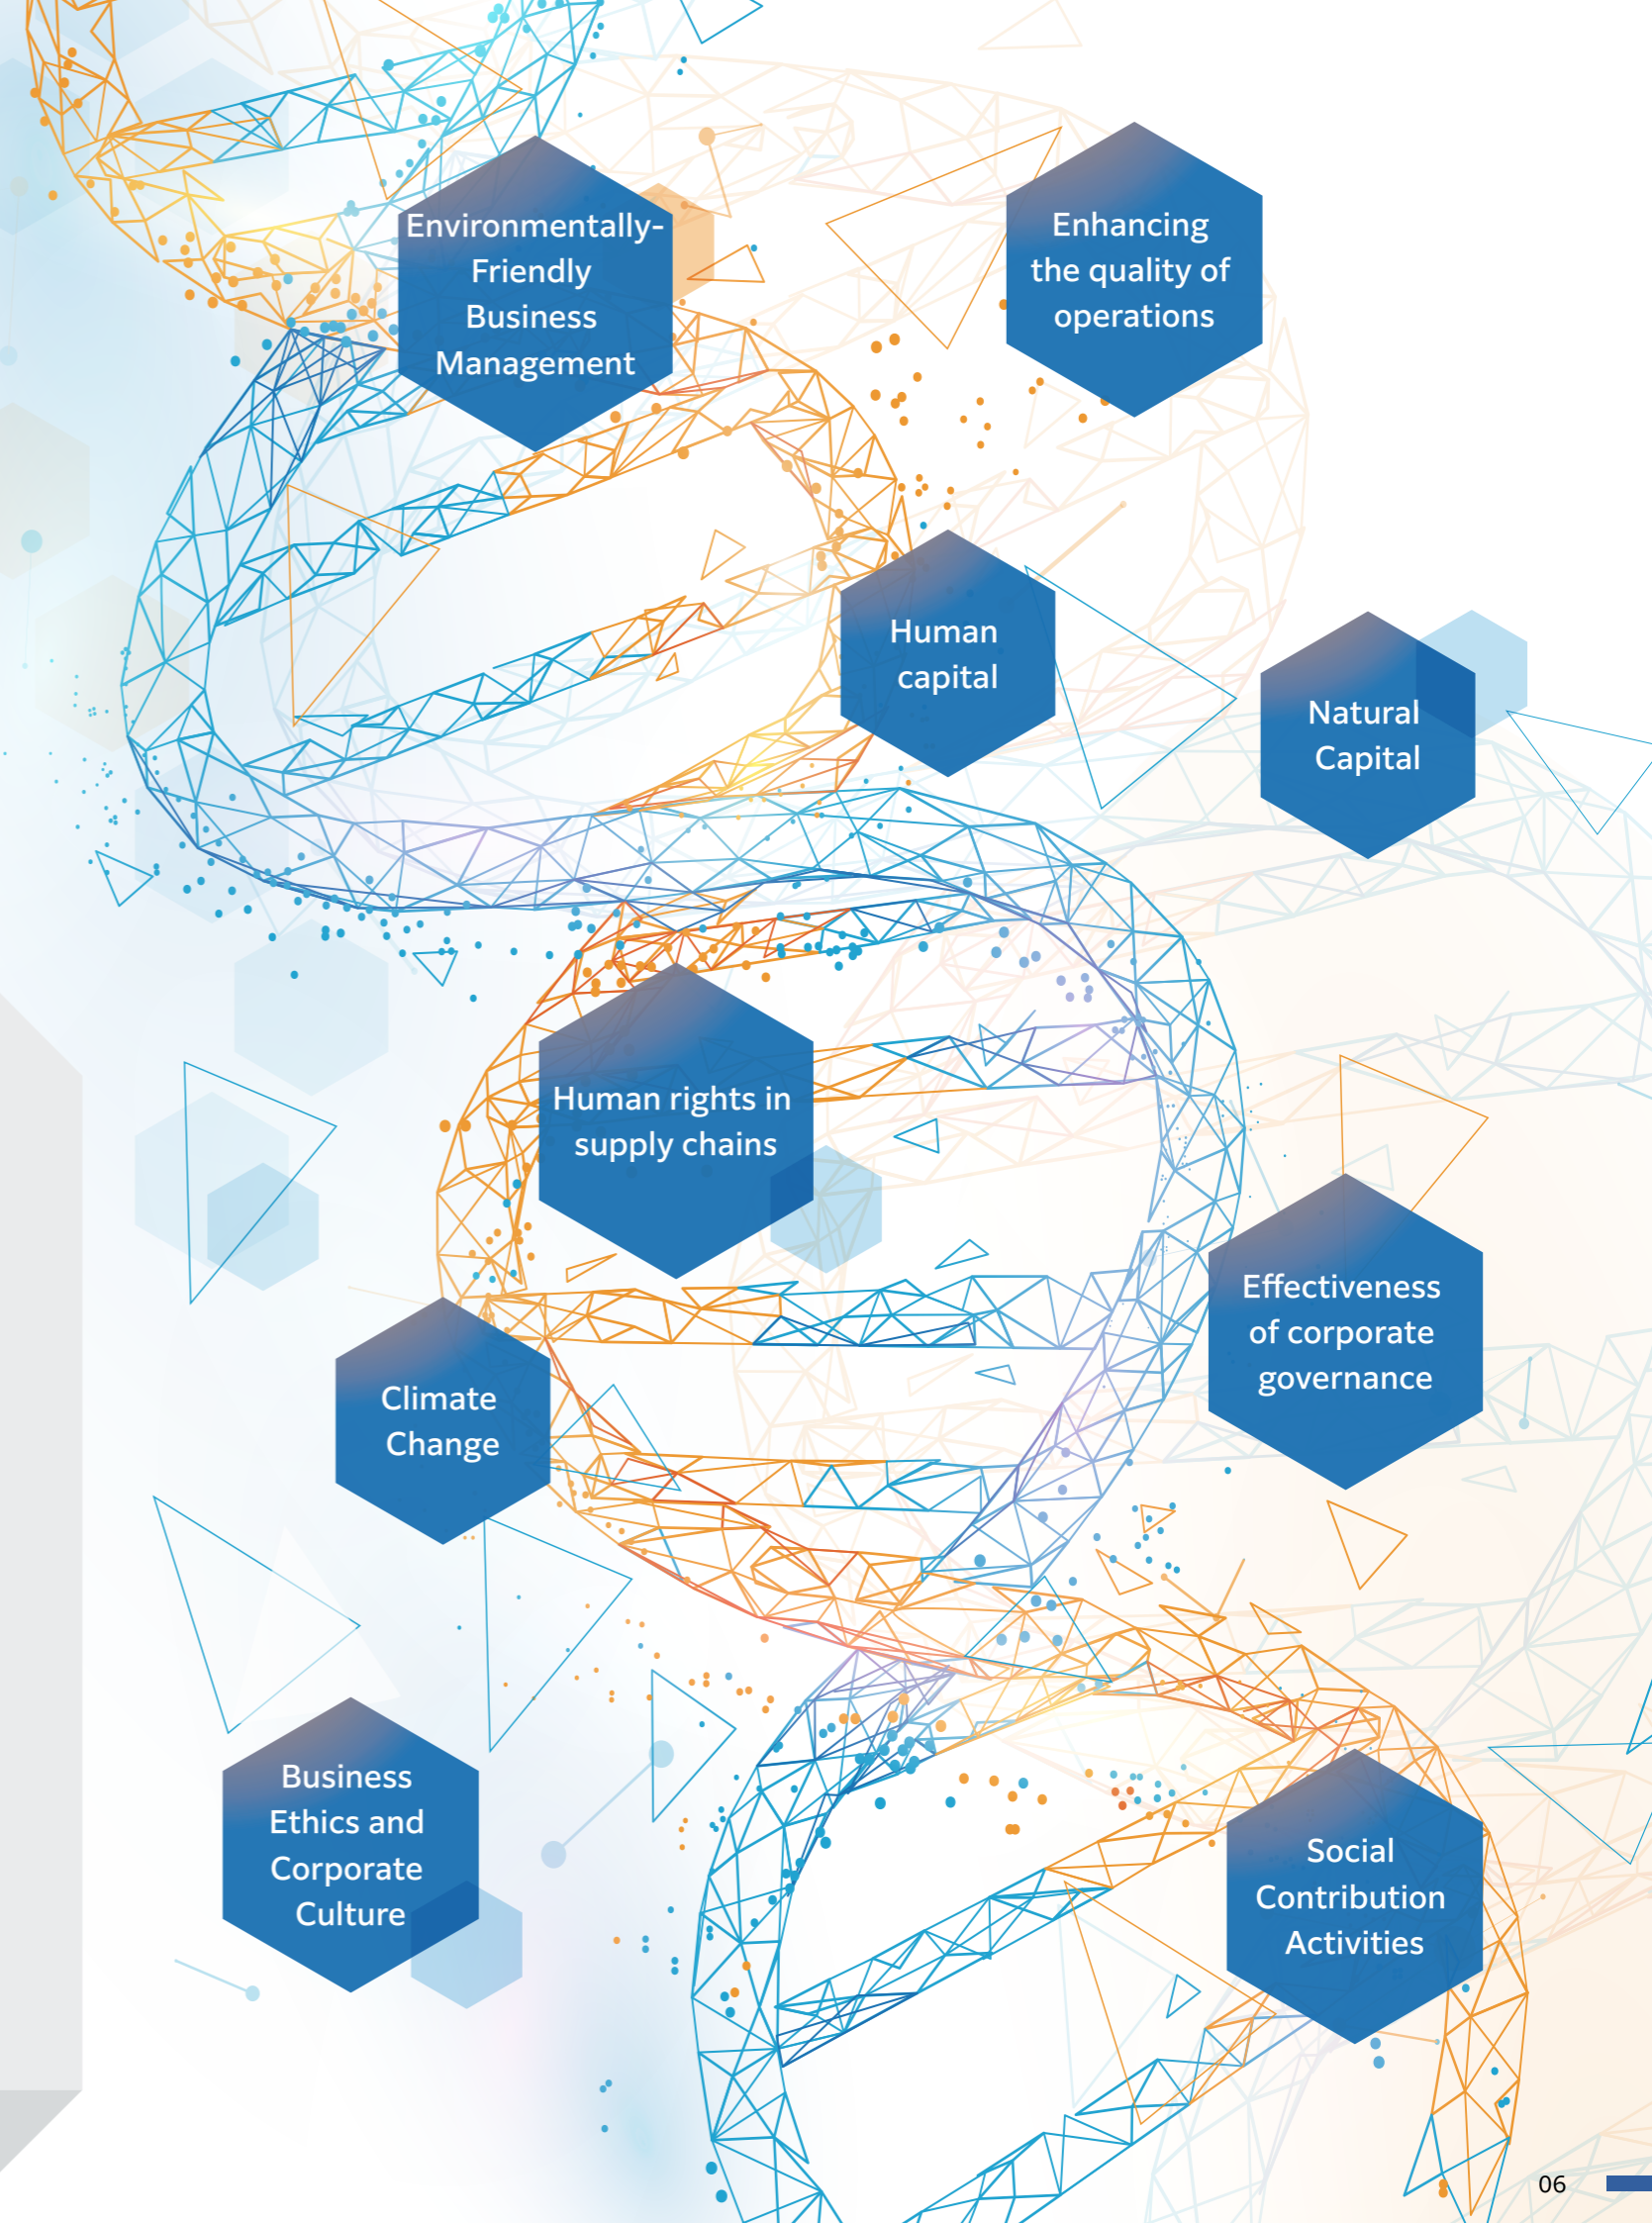 Environmentally-
Friendly
Business
Management
Enhancing
the quality of
operations
Human
capital
Natural
Capital
Human rights in
supply chains
Effectiveness
of corporate
governance
Climate
Change
Business
Ethics and
Corporate
Culture
Social
Contribution
Activities
06